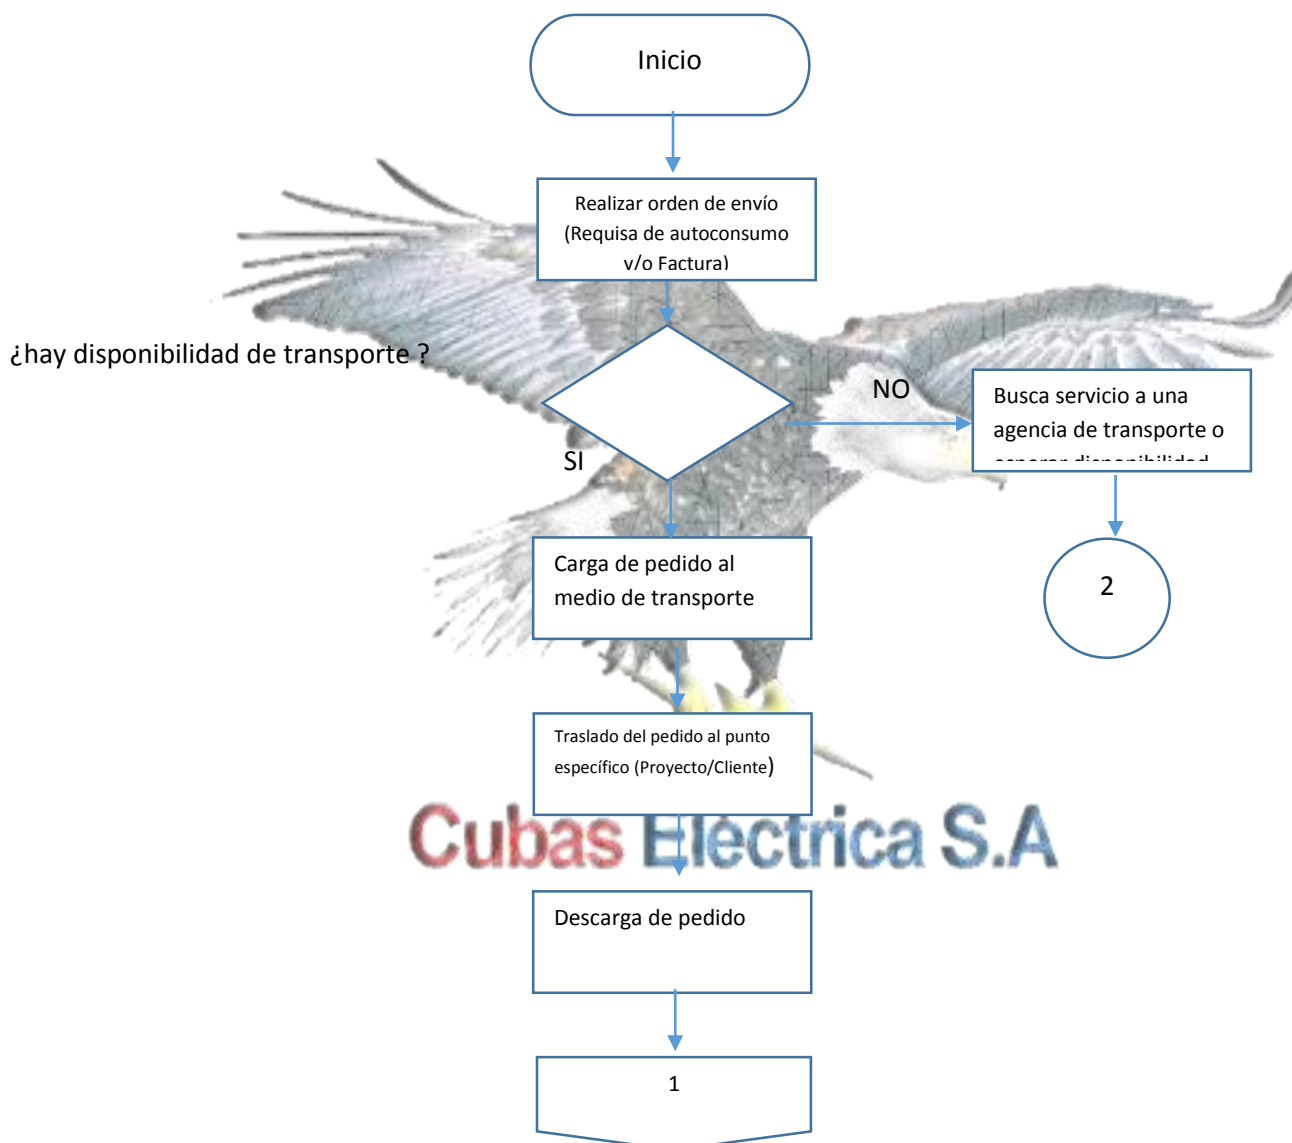 Inicio
Realizar orden de envío
(Requisa de autoconsumo
y/o Factura)
¿hay disponibilidad de transporte ?
NO
Busca servicio a una
agencia de transporte o
esperar disponibilidad
SI
Carga de pedido al
medio de transporte
2
Traslado del pedido al punto
específico (Proyecto/Cliente)
Cubas Eléctrica S.A
Descarga de pedido
1